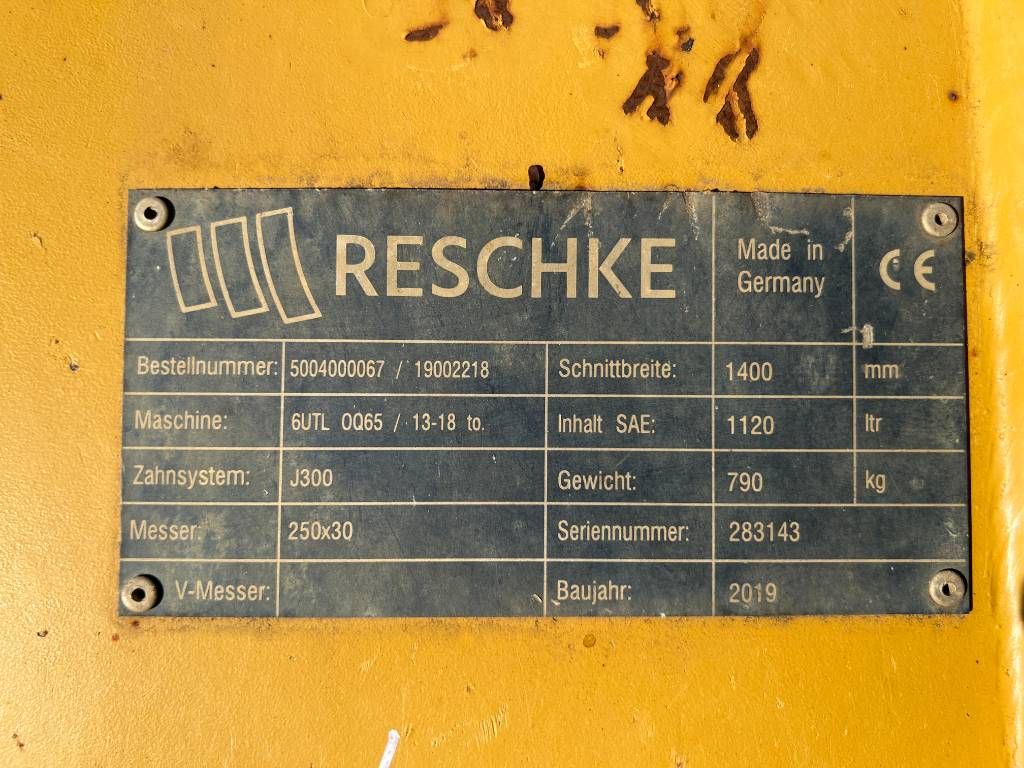 RESCHKE
Made in
Germany
CE
Bestellnummer: 5004000067 / 19002218 Schnittbreite: 1400 mm
Maschine: 6UTL OQ65 / 13-18 to. Inhalt SAE: 1120 ltr
Zahnsystem: J300 Gewicht: 790 kg
Messer: 250x30 Seriennummer: 283143
V-Messer: Baujahr: 2019